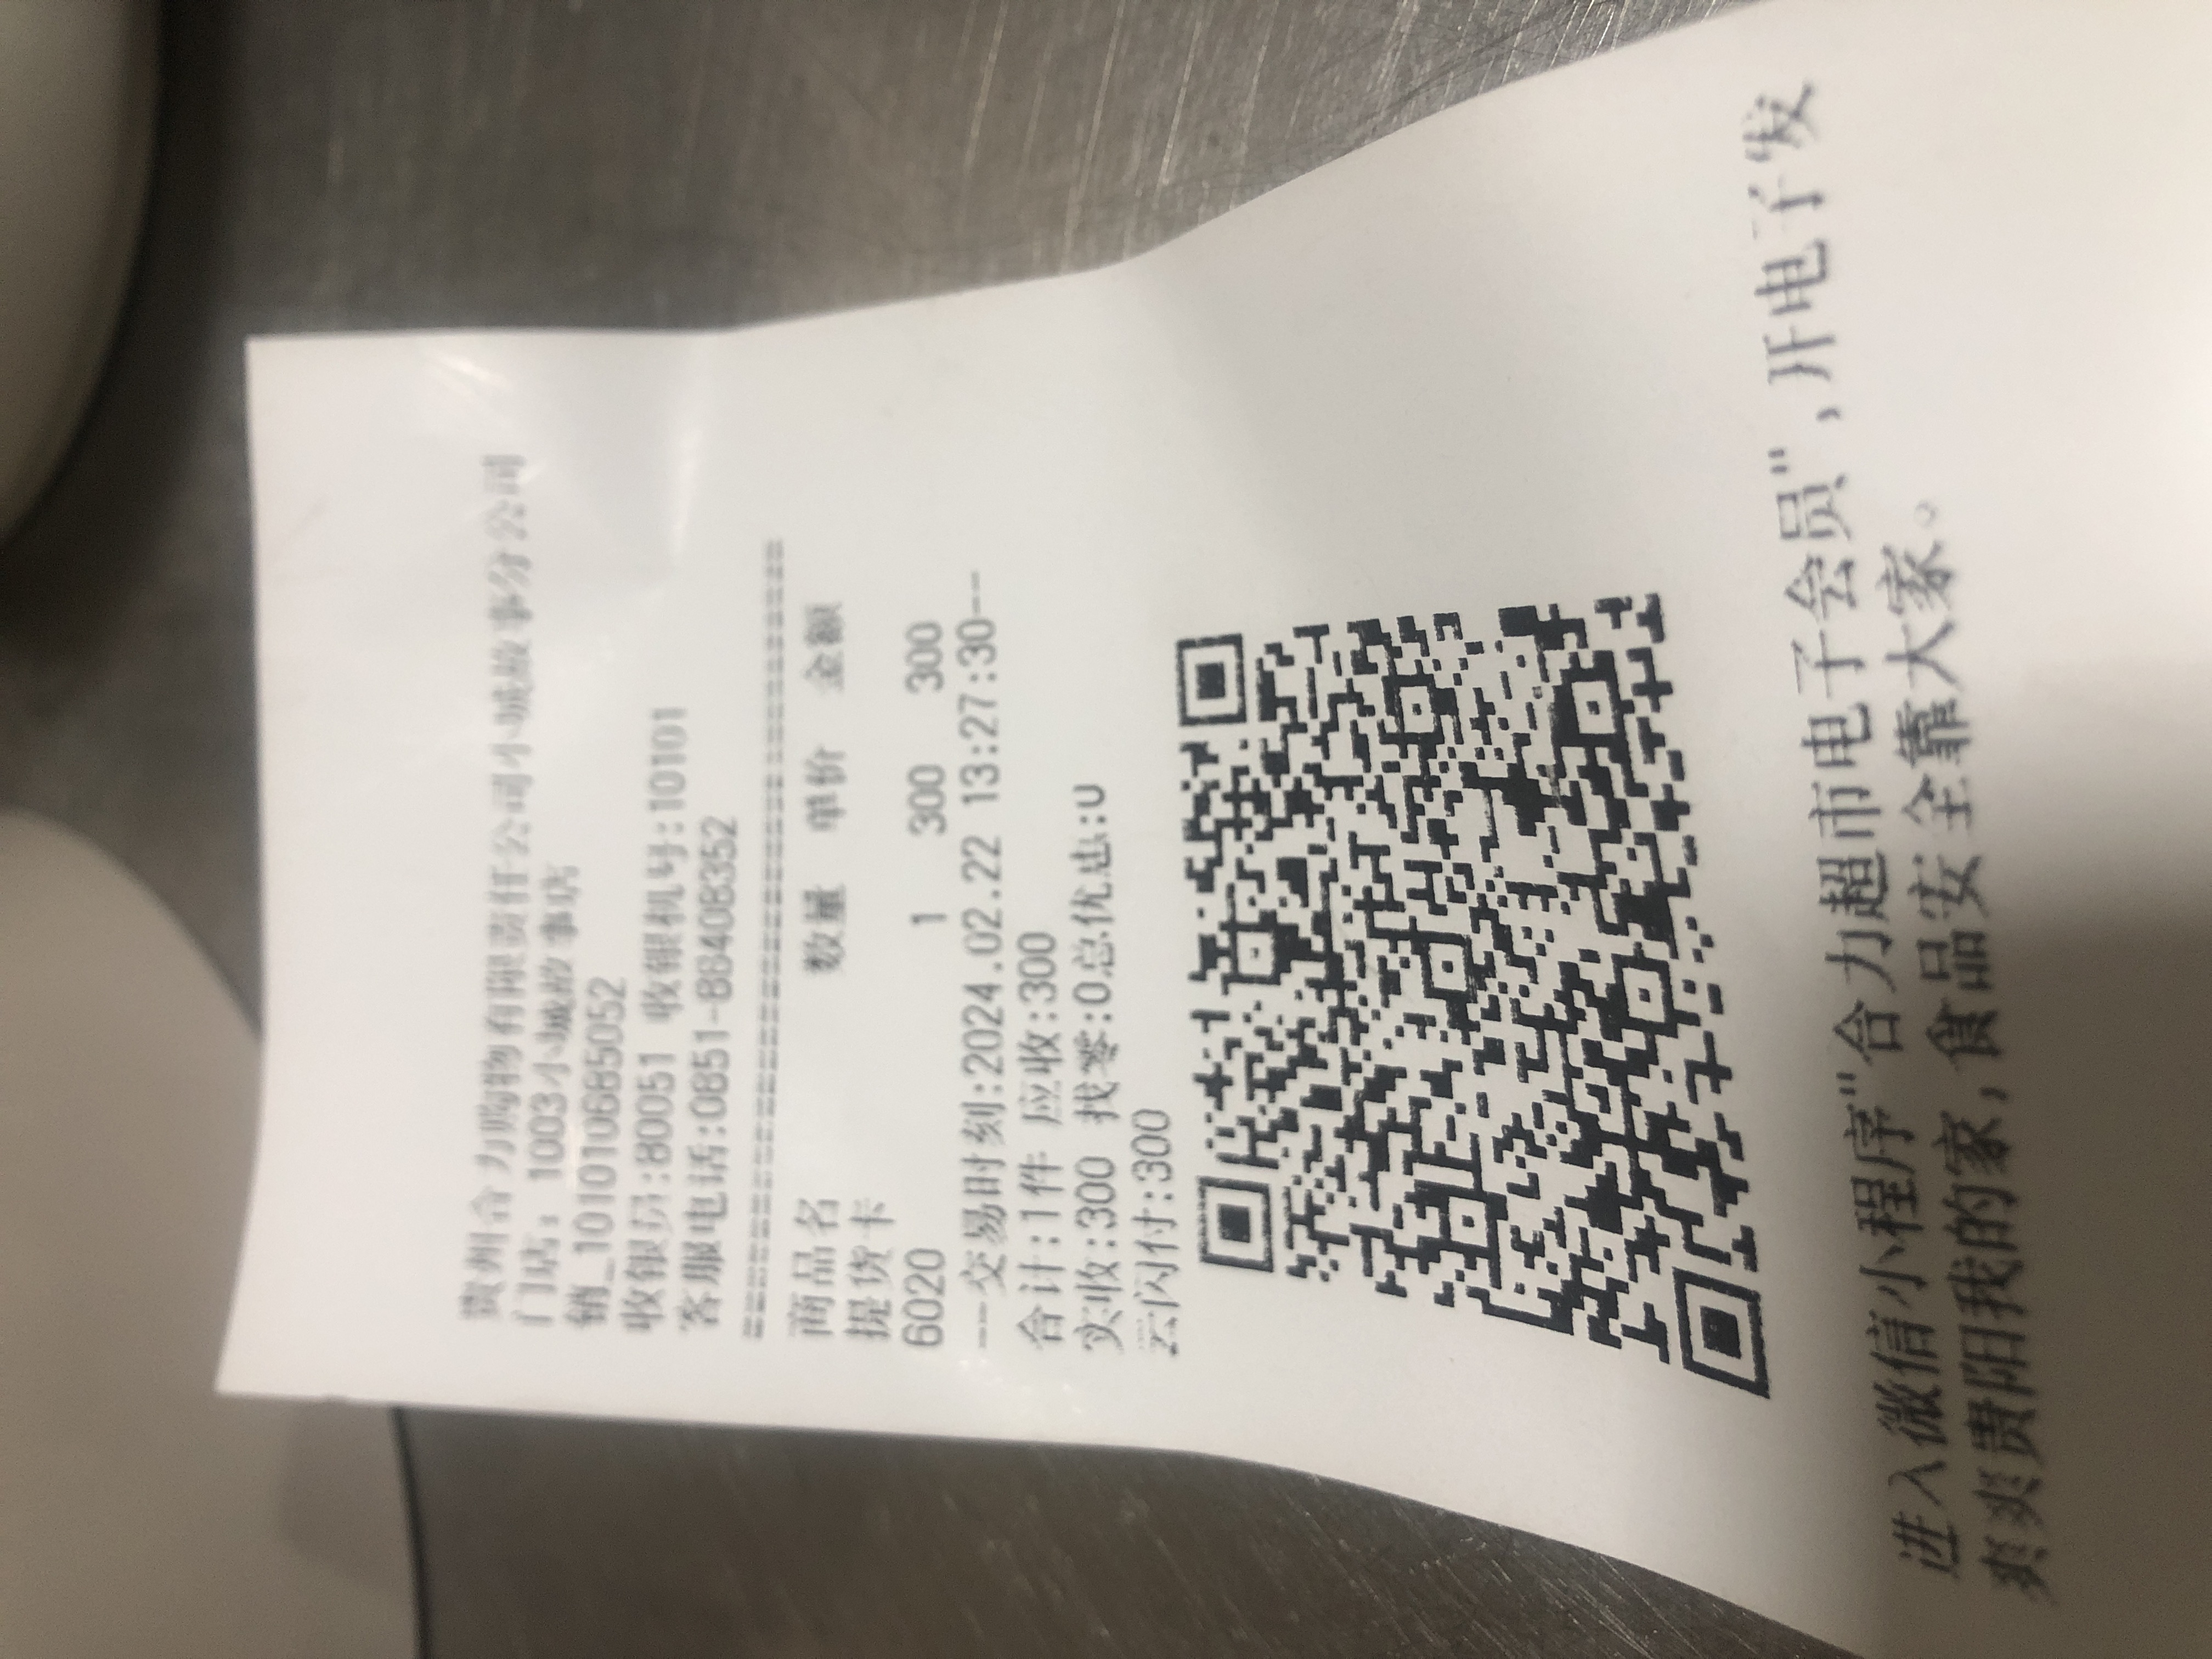 贵州合力购物有限责任公司小城故事分公司
门店: 1003小城故事店
销_1010106685052
收银员:80051 收银机号:10101
客服电话:0851-88408352
==========================================
商品名 数量 单价 金额
提货卡
6020 1 300 300
--交易时刻:2024.02.22 13:27:30--
合计:1件 应收:300
实收:300 找零:0总优惠:0
云闪付:300
进入微信小程序"合力超市电子会员",开电子发
爽爽贵阳我的家,食品安全靠大家。